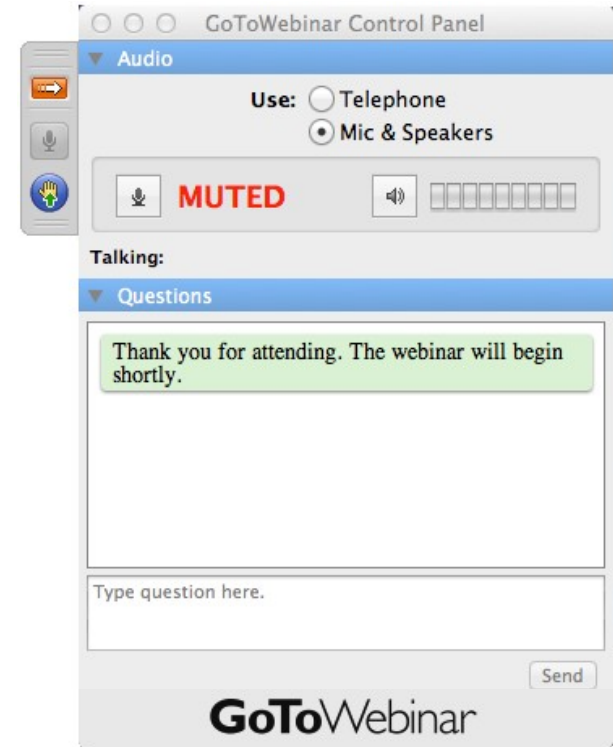 GoToWebinar Control Panel
Audio
Use: Telephone
Mic & Speakers
MUTED
Talking:
Questions
Thank you for attending. The webinar will begin
shortly.
Type question here.
Send
GoToWebinar